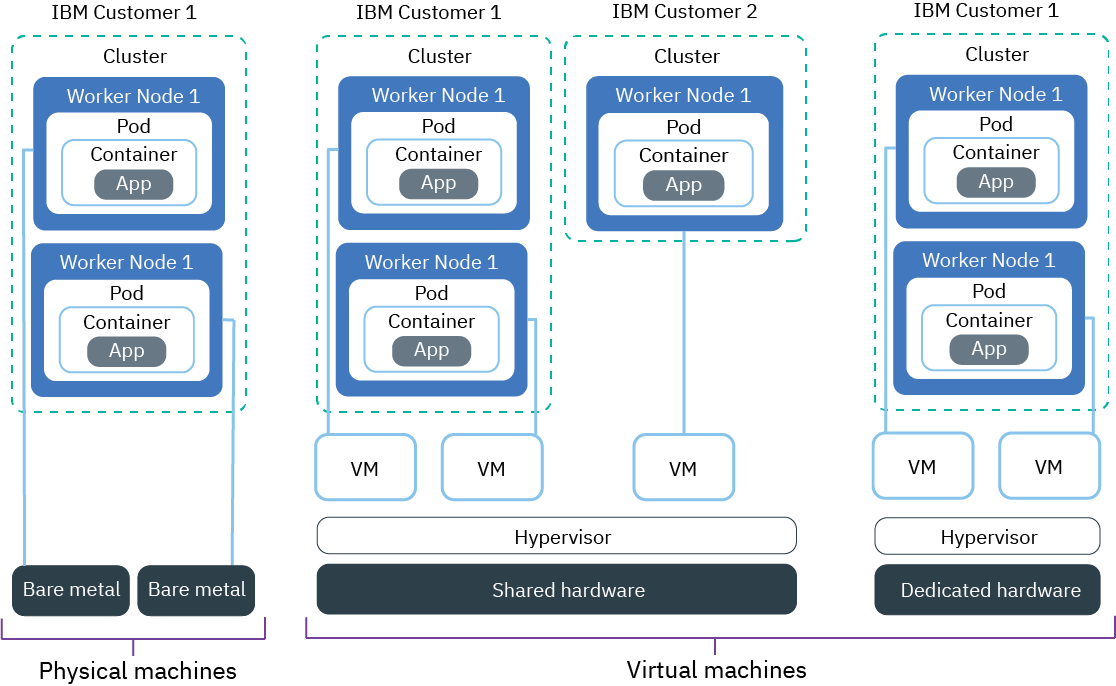 IBM Customer 1
Cluster
Worker Node 1
Pod
Container
App
Worker Node 1
Pod
Container
App
Bare metal
Bare metal
Physical machines
IBM Customer 1
Cluster
Worker Node 1
Pod
Container
App
Worker Node 1
Pod
Container
App
VM
VM
IBM Customer 2
Cluster
Worker Node 1
Pod
Container
App
VM
Hypervisor
Shared hardware
IBM Customer 1
Cluster
Worker Node 1
Pod
Container
App
Worker Node 1
Pod
Container
App
VM
VM
Hypervisor
Dedicated hardware
Virtual machines